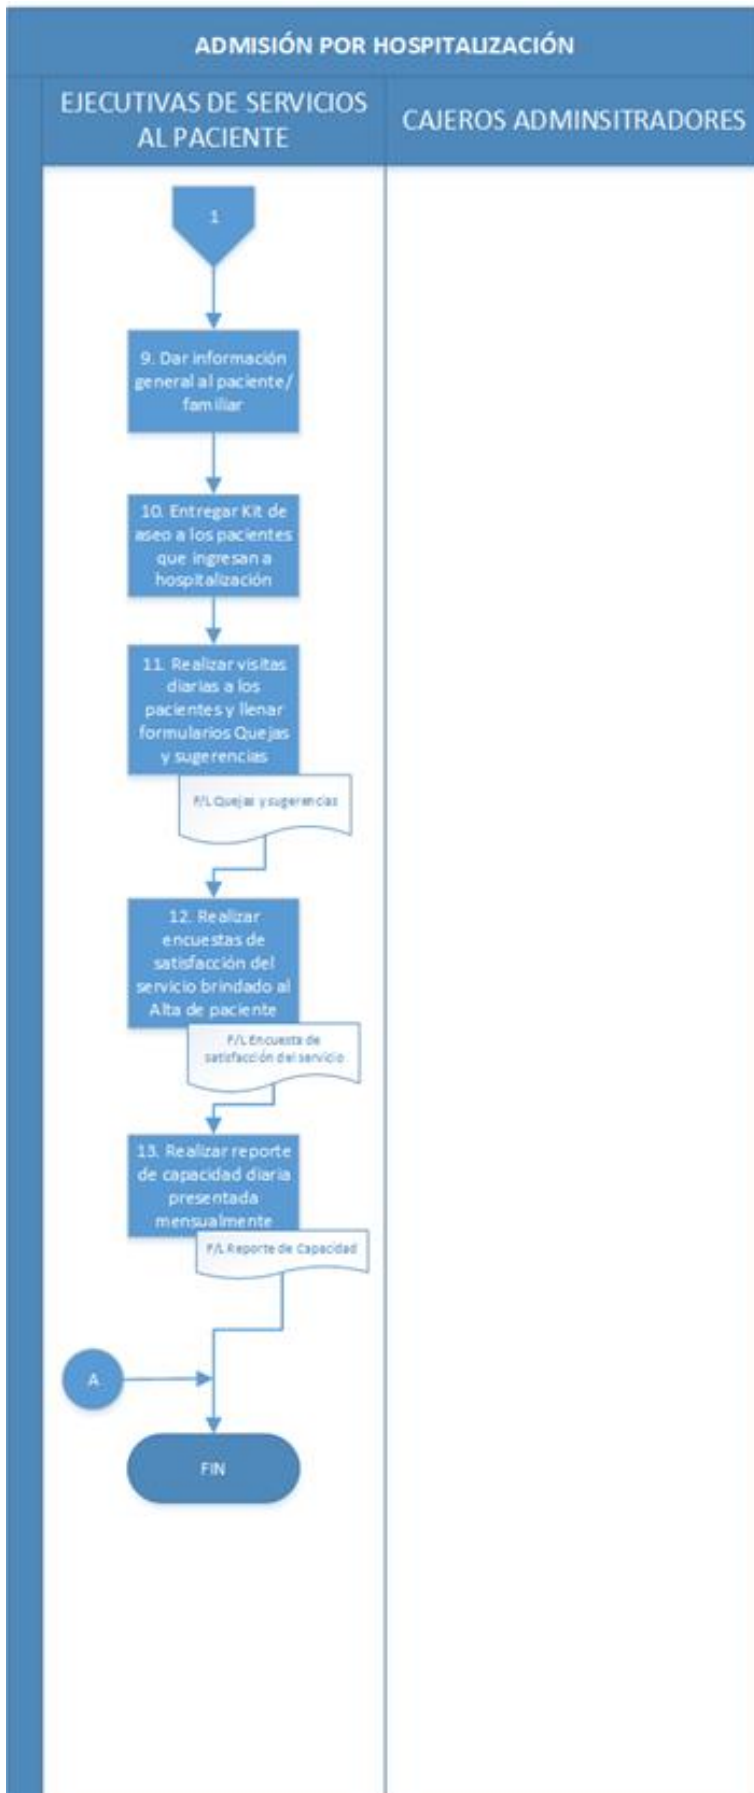 ADMISIÓN POR HOSPITALIZACIÓN
EJECUTIVAS DE SERVICIOS
AL PACIENTE
CAJEROS ADMINSITRADORES
1
9. Dar información
general al paciente/
familiar
10. Entregar Kit de
aseo a los pacientes
que ingresan a
hospitalización
11. Realizar visitas
diarias a los
pacientes y llenar
formularios Quejas
y sugerencias
F/L Quejas y sugerencias
12. Realizar
encuestas de
satisfacción del
servicio brindado al
Alta de paciente
F/L Encuesta de
satisfacción del servicio
13. Realizar reporte
de capacidad diaria
presentada
mensualmente
F/L Reporte de Capacidad
A
FIN